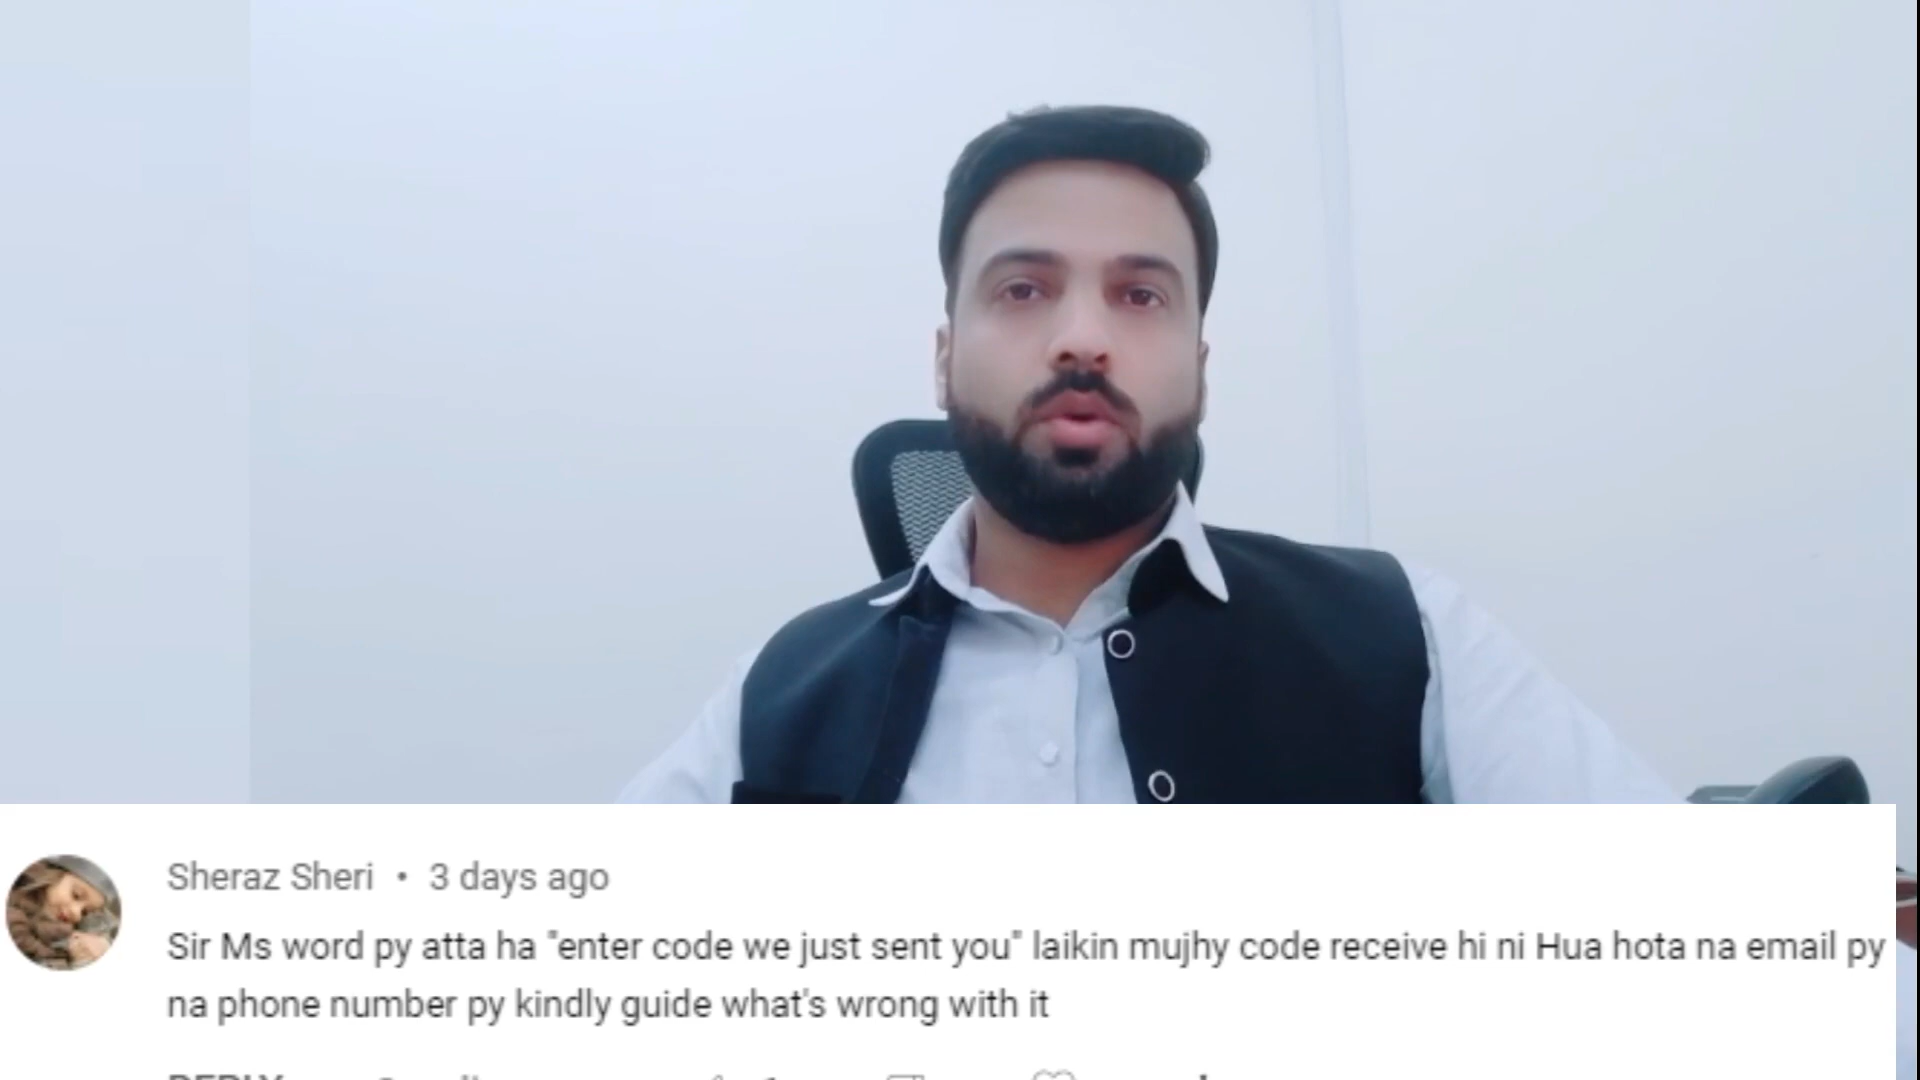 Sheraz Sheri • 3 days ago
Sir Ms word py atta ha "enter code we just sent you" laikin mujhy code receive hi ni Hua hota na email py
na phone number py kindly guide what's wrong with it
REPLY